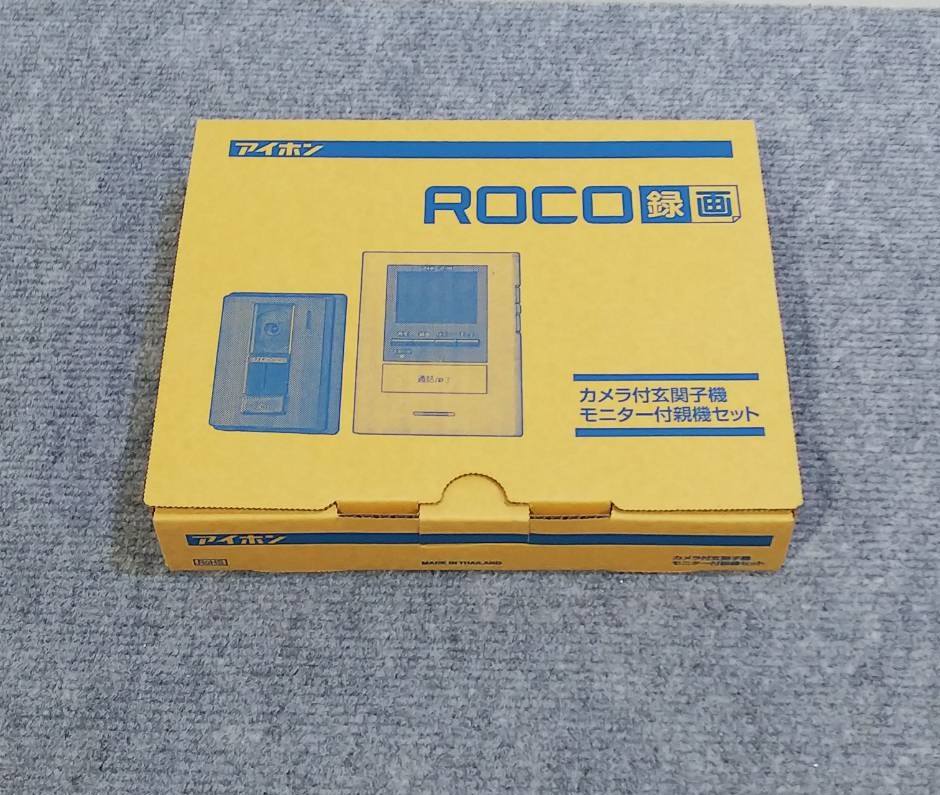 アイホン
ROCO録画
通話
カメラ付玄関子機
モニター付親機セット
アイホン
MADE IN THAILAND
カメラ付玄関子機
モニター付親機セット